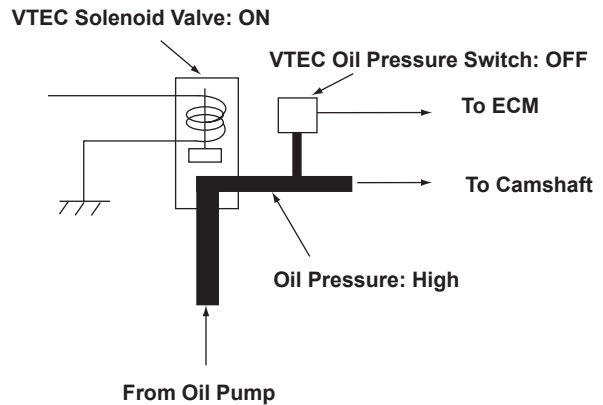 VTEC Solenoid Valve: ON
VTEC Oil Pressure Switch: OFF
To ECM
To Camshaft
Oil Pressure: High
From Oil Pump